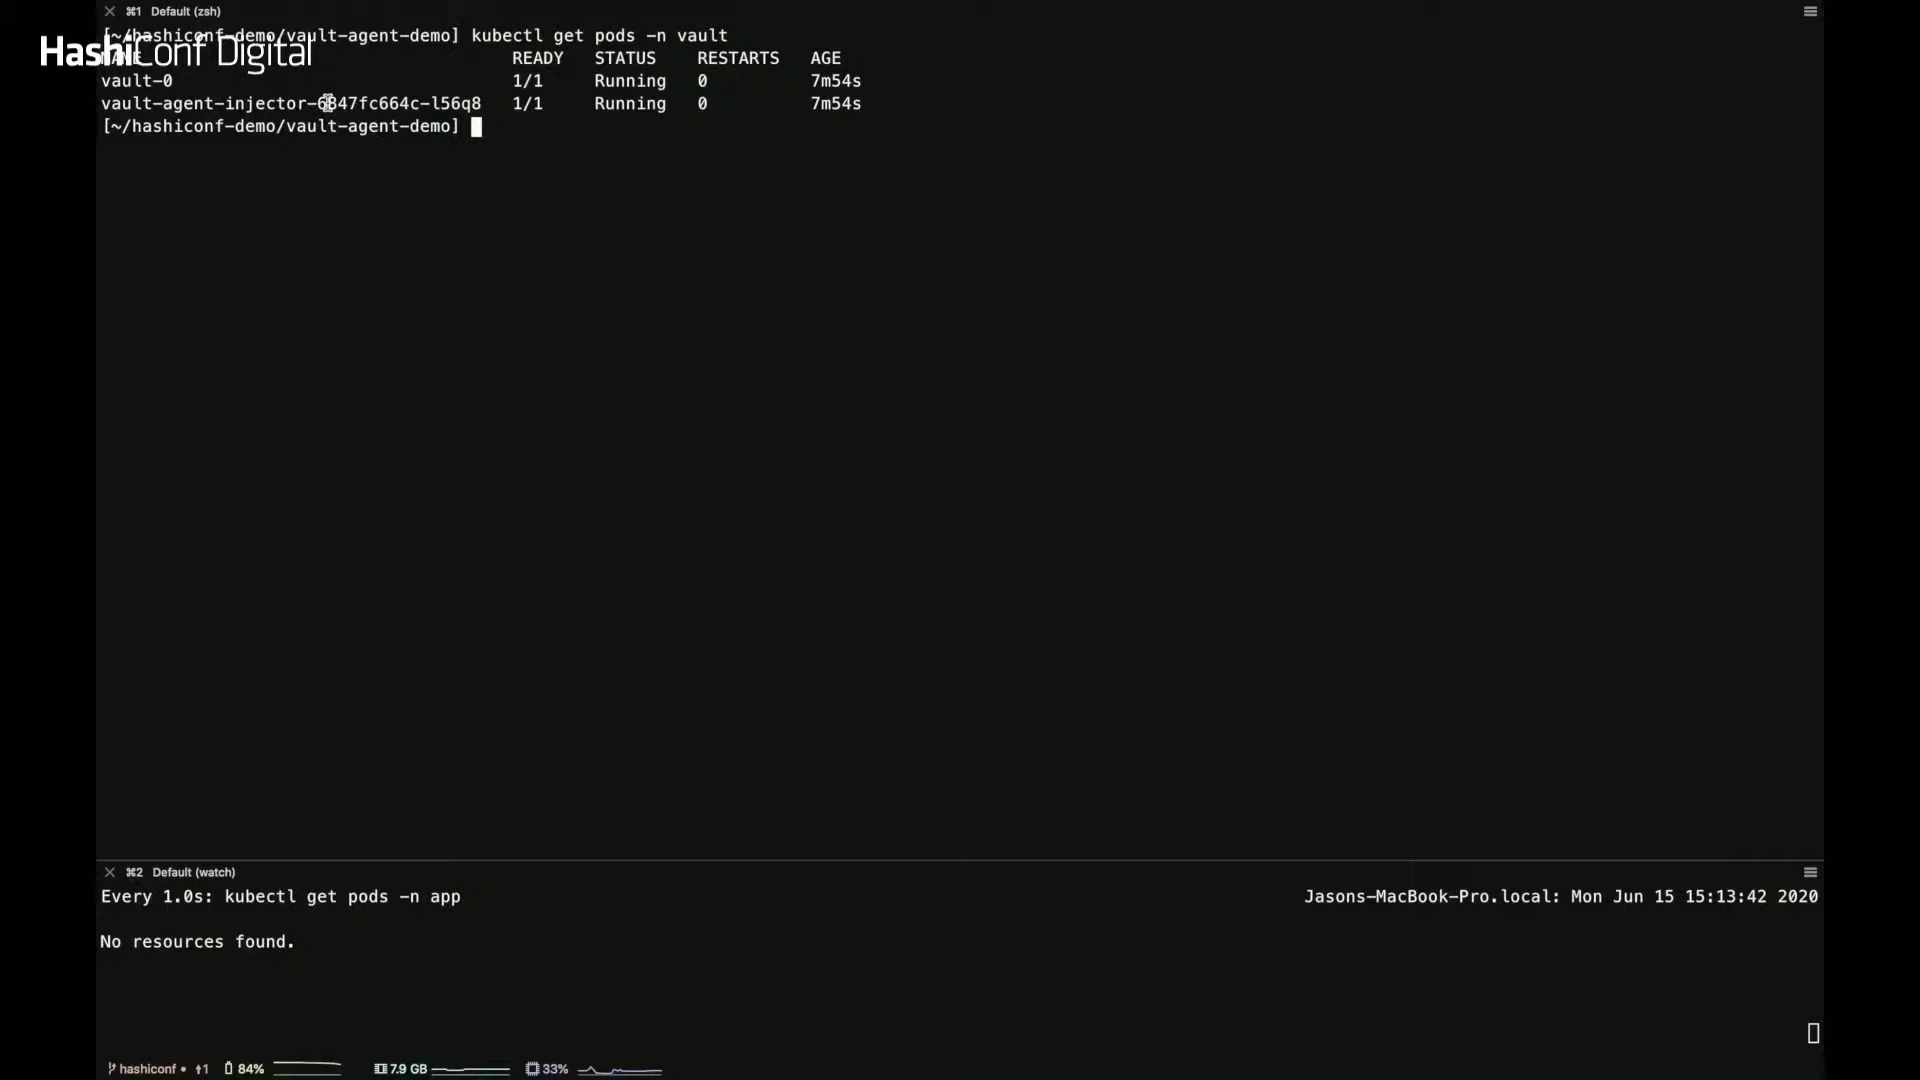 ⌘1 Default (zsh)
HashiConf Digital
[~/hashiconf-demo/vault-agent-demo] kubectl get pods -n vault
NAME READY STATUS RESTARTS AGE
vault-0 1/1 Running 0 7m54s
vault-agent-injector-6847fc664c-l56q8 1/1 Running 0 7m54s
[~/hashiconf-demo/vault-agent-demo]
⌘2 Default (watch)
Every 1.0s: kubectl get pods -n app Jasons-MacBook-Pro.local: Mon Jun 15 15:13:42 2020
No resources found.
hashiconf • ↑1 84% 7.9 GB 33%